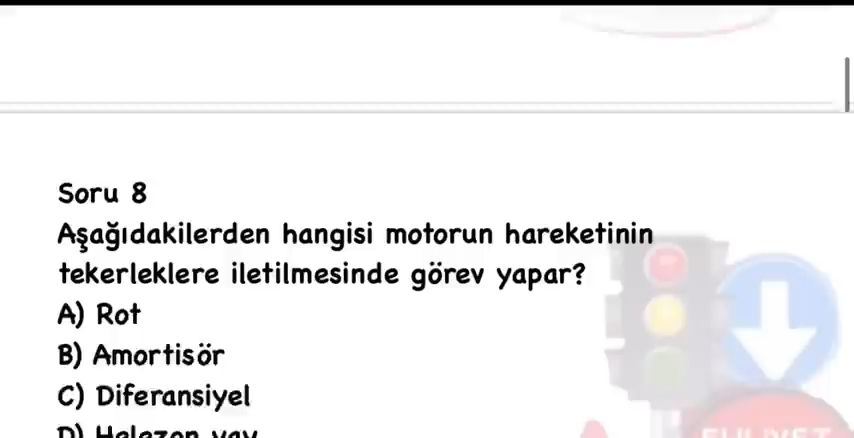 Soru 8
Aşağıdakilerden hangisi motorun hareketinin
tekerleklere iletilmesinde görev yapar?
A) Rot
B) Amortisör
C) Diferansiyel
D) Helezon yay